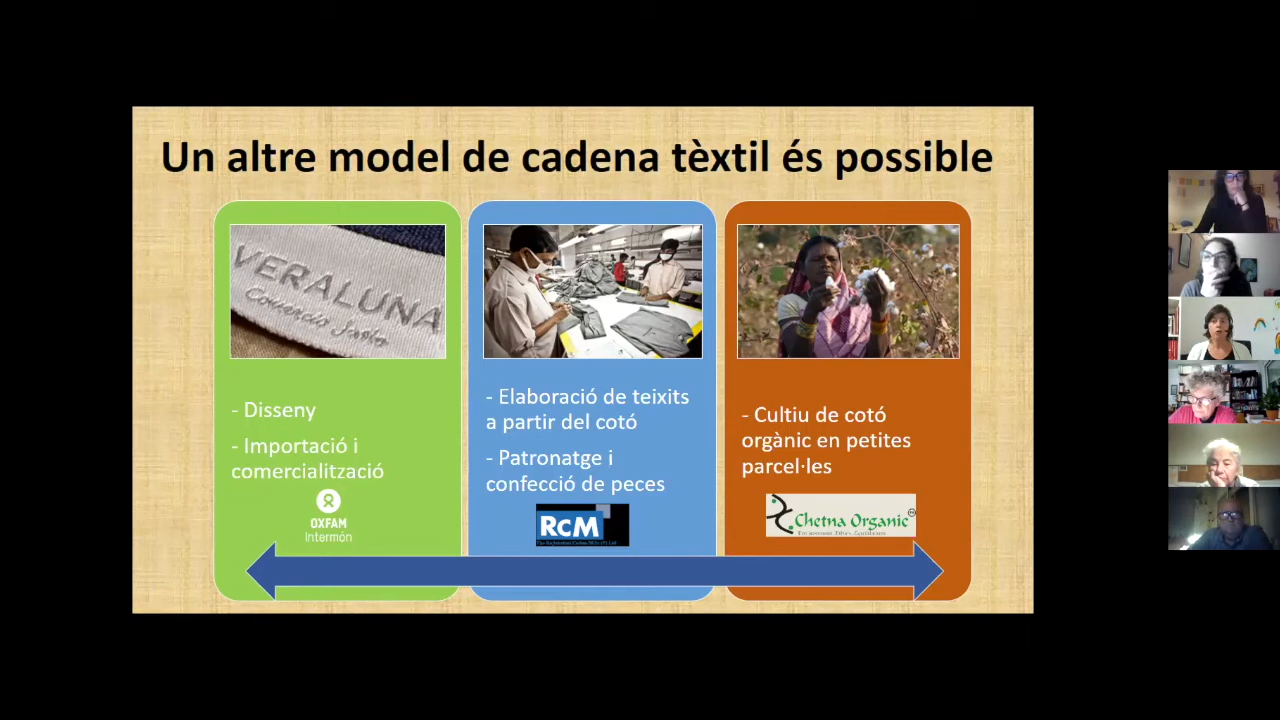 Un altre model de cadena tèxtil és possible
VERALUNA
Comercio Justo
- Disseny
- Importació i
comercialització
OXFAM
Intermón
- Elaboració de teixits
a partir del cotó
- Patronatge i
confecció de peces
RCM
- Cultiu de cotó
orgànic en petites
parcel·les
Chetna Organic